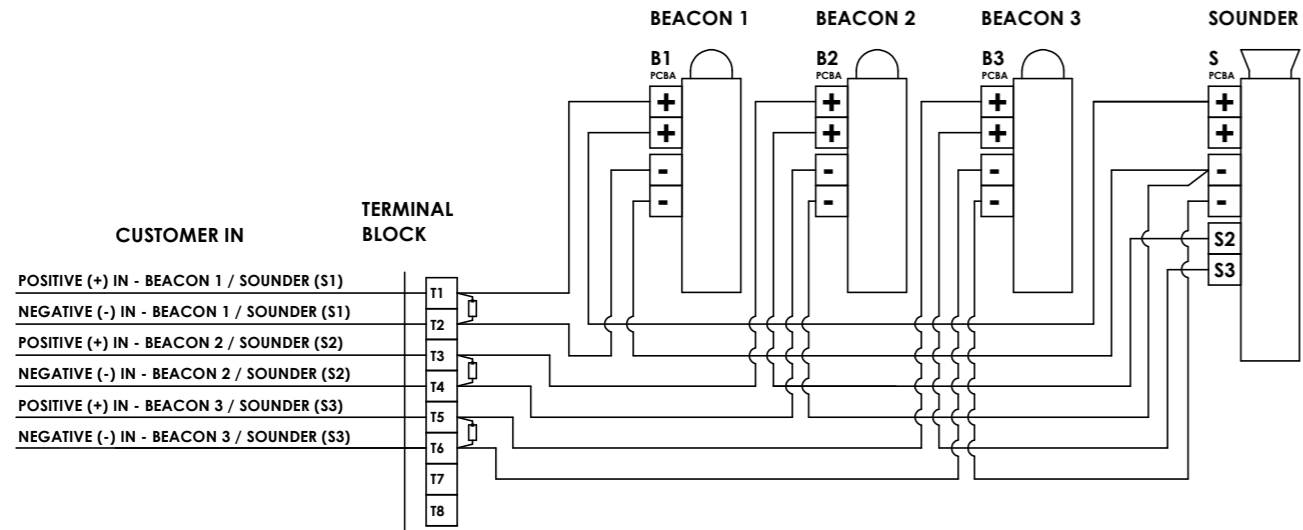 BEACON 1
BEACON 2
BEACON 3
SOUNDER
B1
PCBA
+
+
-
-
B2
PCBA
+
+
-
-
B3
PCBA
+
+
-
-
S
PCBA
+
+
-
-
S2
S3
CUSTOMER IN
TERMINAL
BLOCK
POSITIVE (+) IN - BEACON 1 / SOUNDER (S1)
NEGATIVE (-) IN - BEACON 1 / SOUNDER (S1)
POSITIVE (+) IN - BEACON 2 / SOUNDER (S2)
NEGATIVE (-) IN - BEACON 2 / SOUNDER (S2)
POSITIVE (+) IN - BEACON 3 / SOUNDER (S3)
NEGATIVE (-) IN - BEACON 3 / SOUNDER (S3)
T1
T2
T3
T4
T5
T6
T7
T8